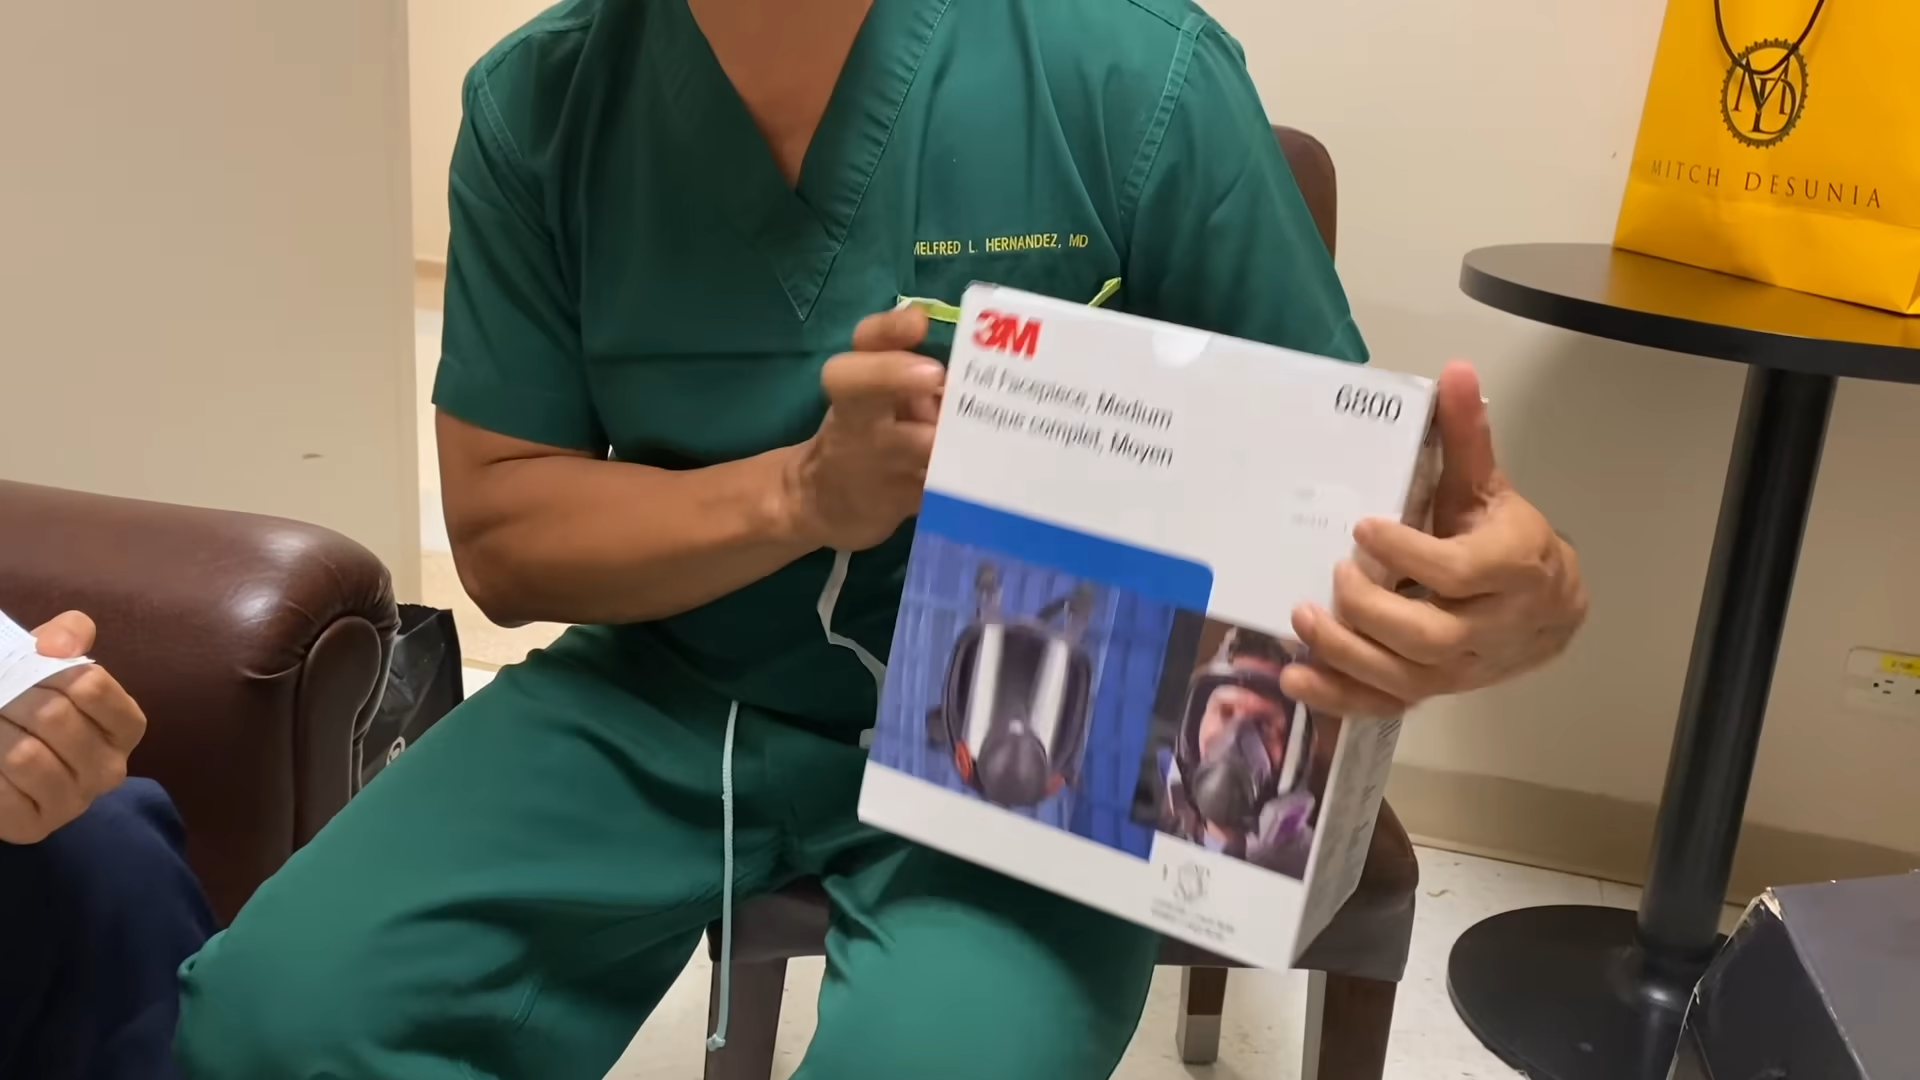 MITCH DESUNIA
MELFRED L. HERNANDEZ, MD
3M
6800
Full Facepiece, Medium
Masque complet, Moyen